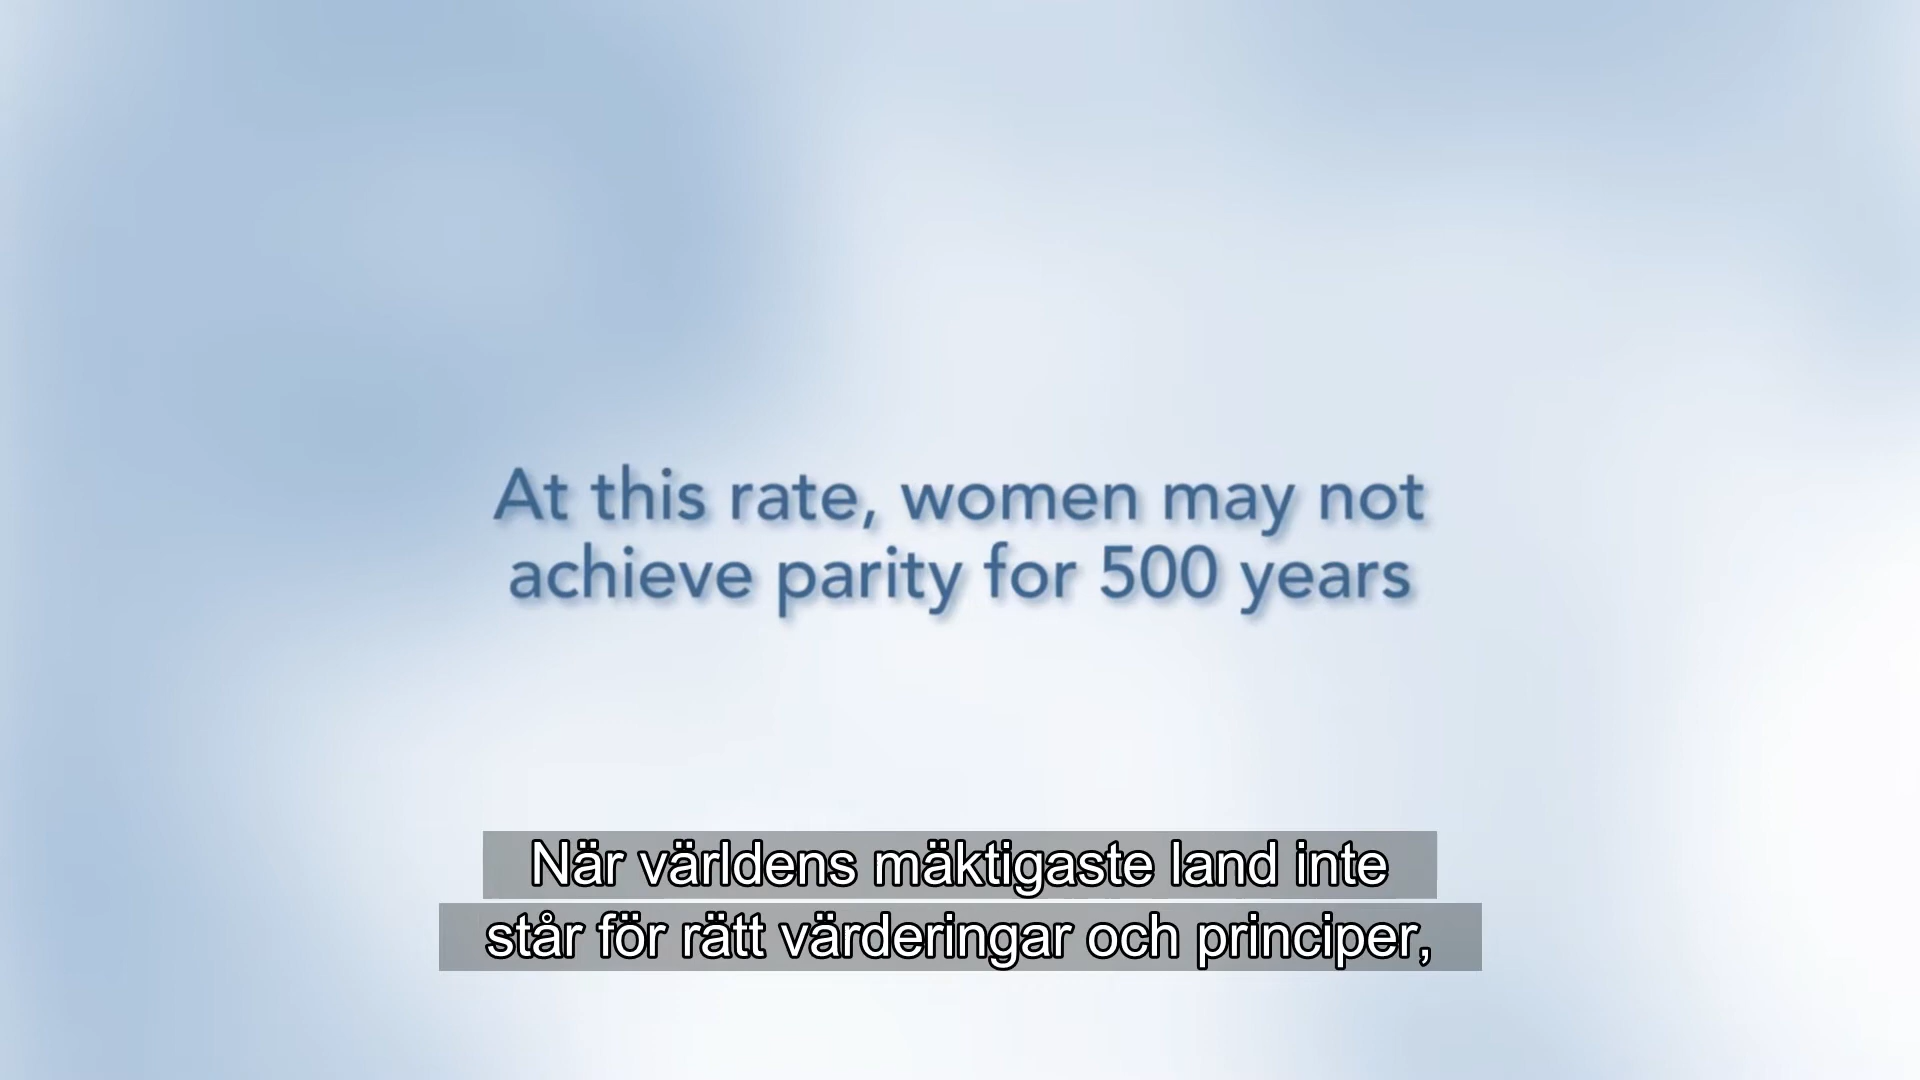 At this rate, women may not
achieve parity for 500 years
När världens mäktigaste land inte
står för rätt värderingar och principer,